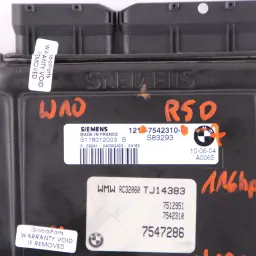 WARRANTY VOID
IF REMOVED
SIEMENS
W10
R50
SIEMENS
MADE IN FRANCE
S118012003 B
1214-7542310-
S83293
10-06-04
A0065
116hp
WMW RC32060 TJ14383
7512951
7542310
7547286
GlobalParts
WARRANTY VOID
IF REMOVED